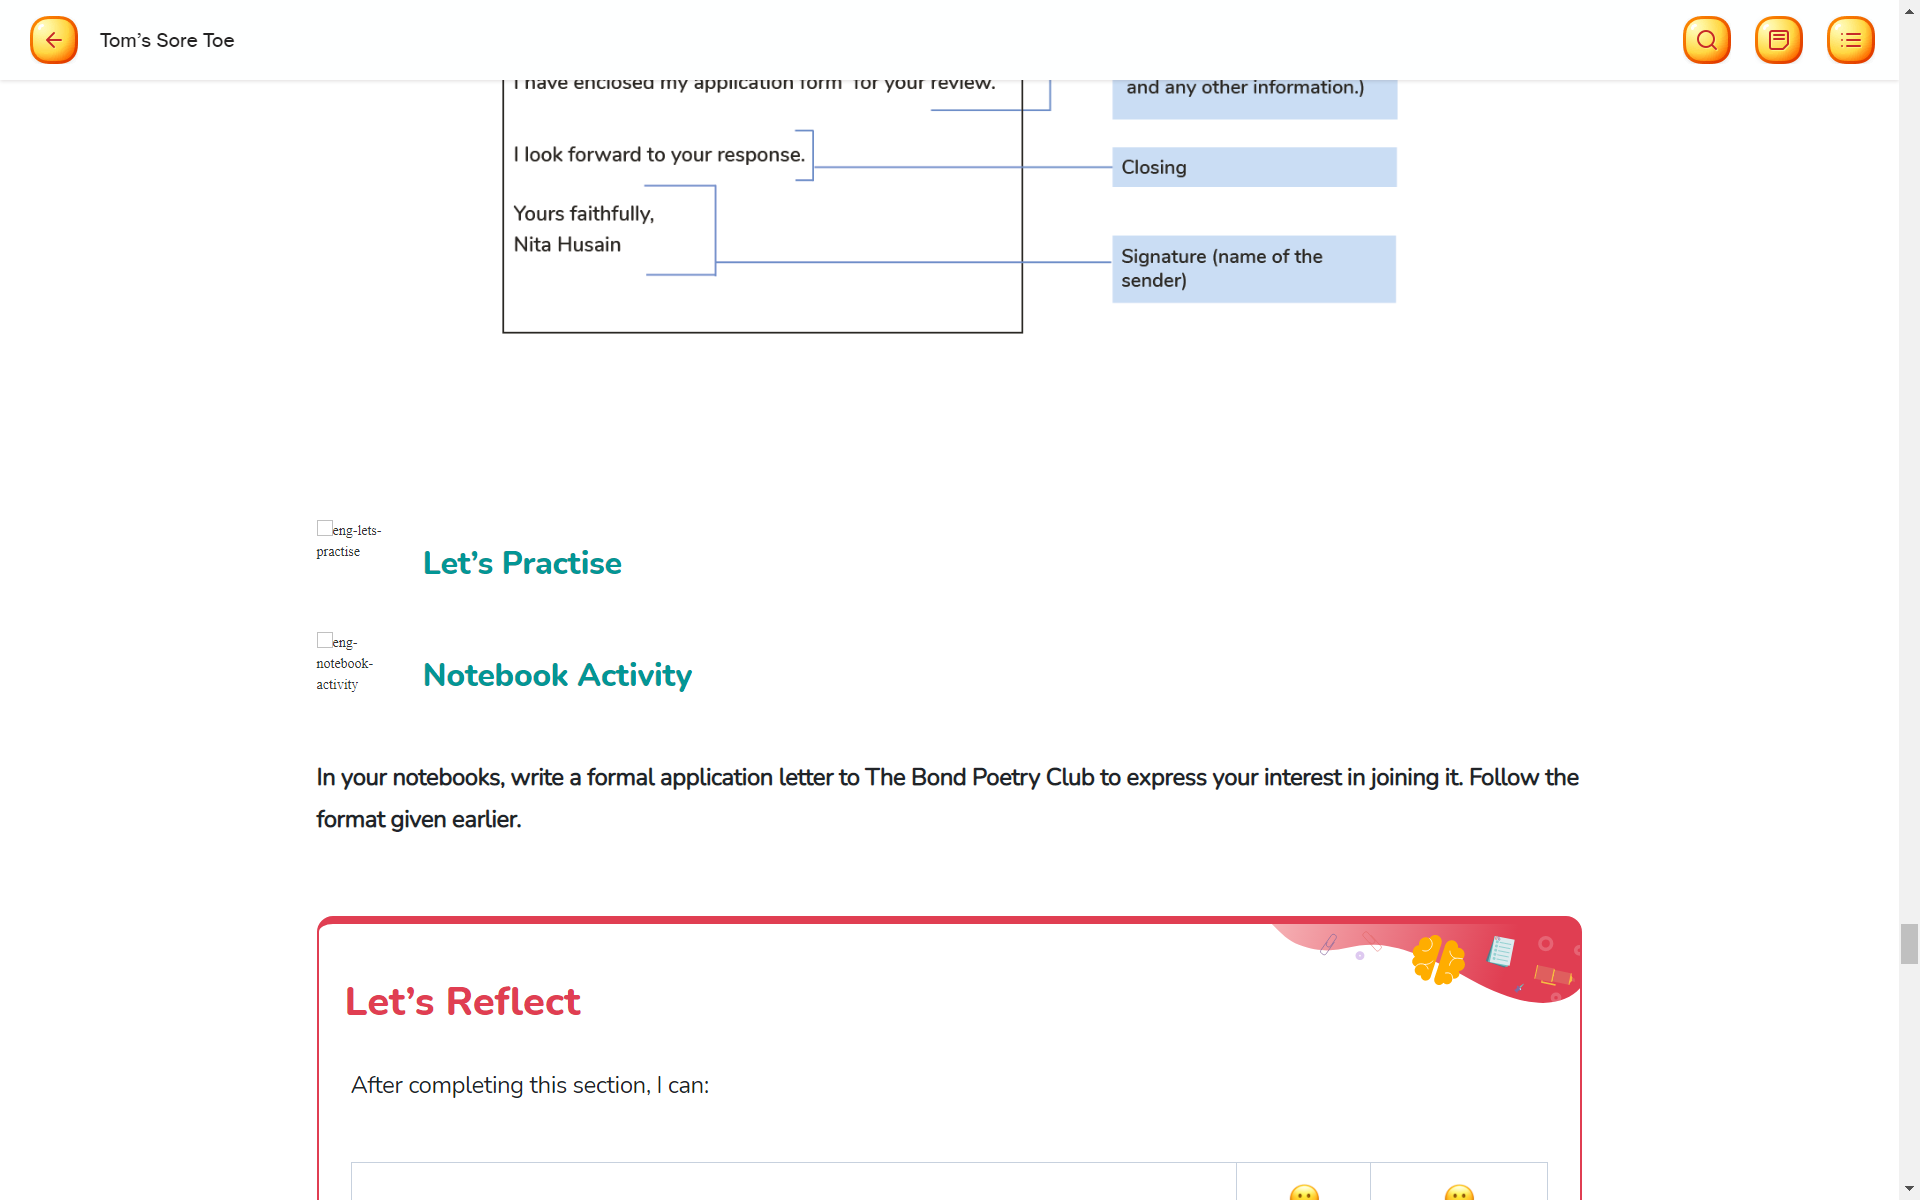 Tom’s Sore Toe
I have enclosed my application form for your review.
and any other information.)
I look forward to your response.
Closing
Yours faithfully,
Nita Husain
Signature (name of the
sender)
eng-lets-
practise
Let’s Practise
eng-
notebook-
activity
Notebook Activity
In your notebooks, write a formal application letter to The Bond Poetry Club to express your interest in joining it. Follow the
format given earlier.
Let’s Reflect
After completing this section, I can: